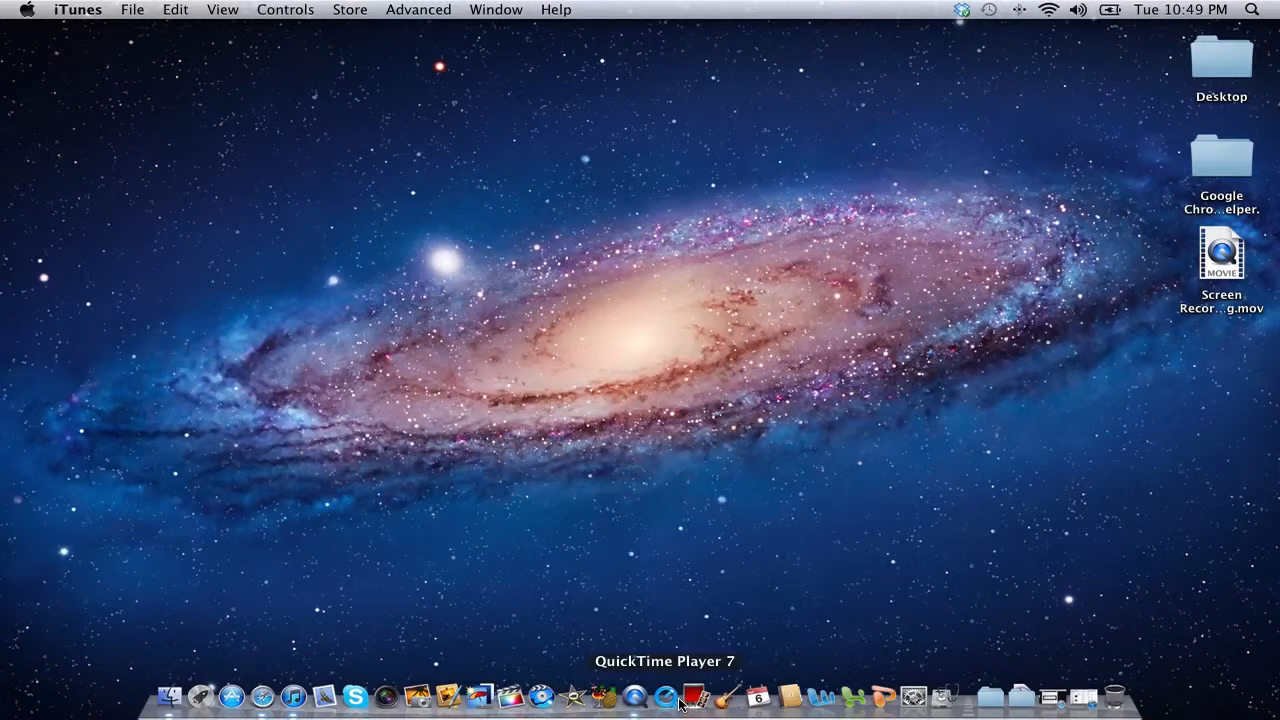 iTunes File Edit View Controls Store Advanced Window Help Tue 10:49 PM
Desktop
Google
Chro...elper.
MOVIE
Screen
Recor...g.mov
QuickTime Player 7
6